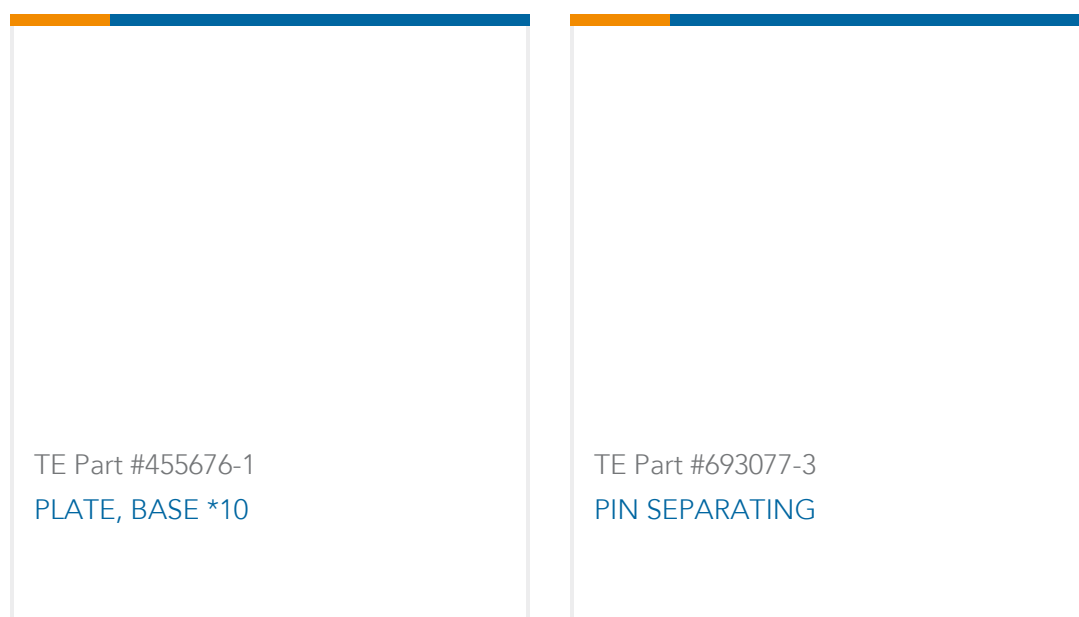 TE Part #455676-1
PLATE, BASE *10
TE Part #693077-3
PIN SEPARATING